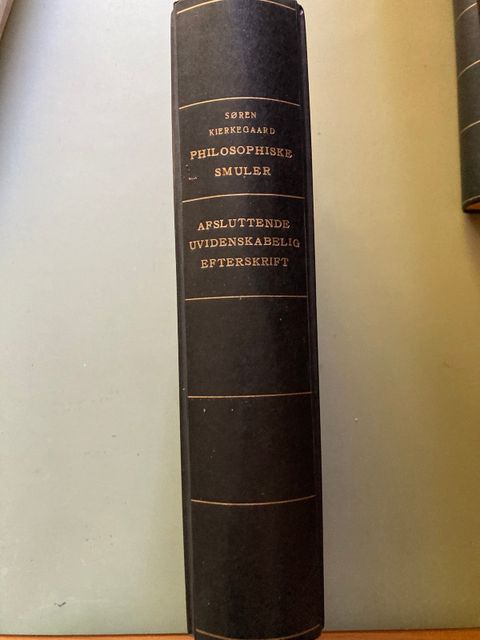 SØREN
KIERKEGAARD
PHILOSOPHISKE
SMULER
AFSLUTTENDE
UVIDENSKABELIG
EFTERSKRIFT